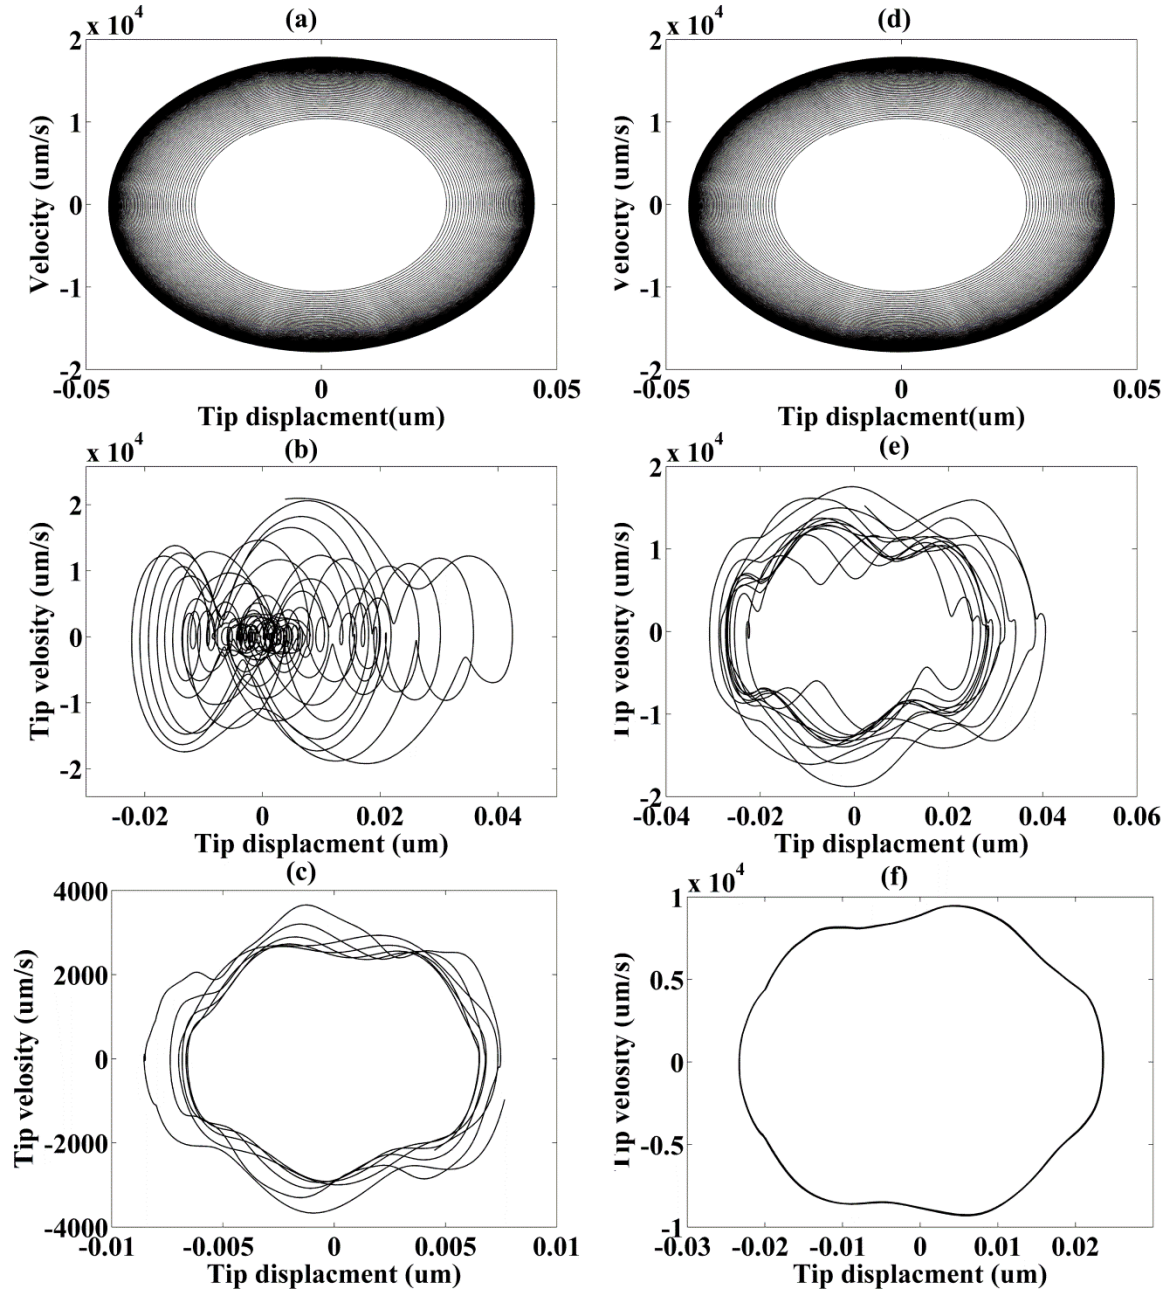 (a)
x 10^4
2
1
0
-1
-2
Velocity (um/s)
-0.05
0
0.05
Tip displacment(um)
(d)
x 10^4
2
1
0
-1
-2
Velocity (um/s)
-0.05
0
0.05
Tip displacment(um)
(b)
x 10^4
2
1
0
-1
-2
Tip velosity (um/s)
-0.02
0
0.02
0.04
Tip displacment (um)
(e)
x 10^4
2
1
0
-1
-2
Tip velosity (um/s)
-0.04
-0.02
0
0.02
0.04
0.06
Tip displacment (um)
(c)
4000
2000
0
-2000
-4000
Tip velosity (um/s)
-0.01
-0.005
0
0.005
0.01
Tip displacment (um)
(f)
x 10^4
1
0.5
0
-0.5
-1
Tip velosity (um/s)
-0.03
-0.02
-0.01
0
0.01
0.02
Tip displacment (um)